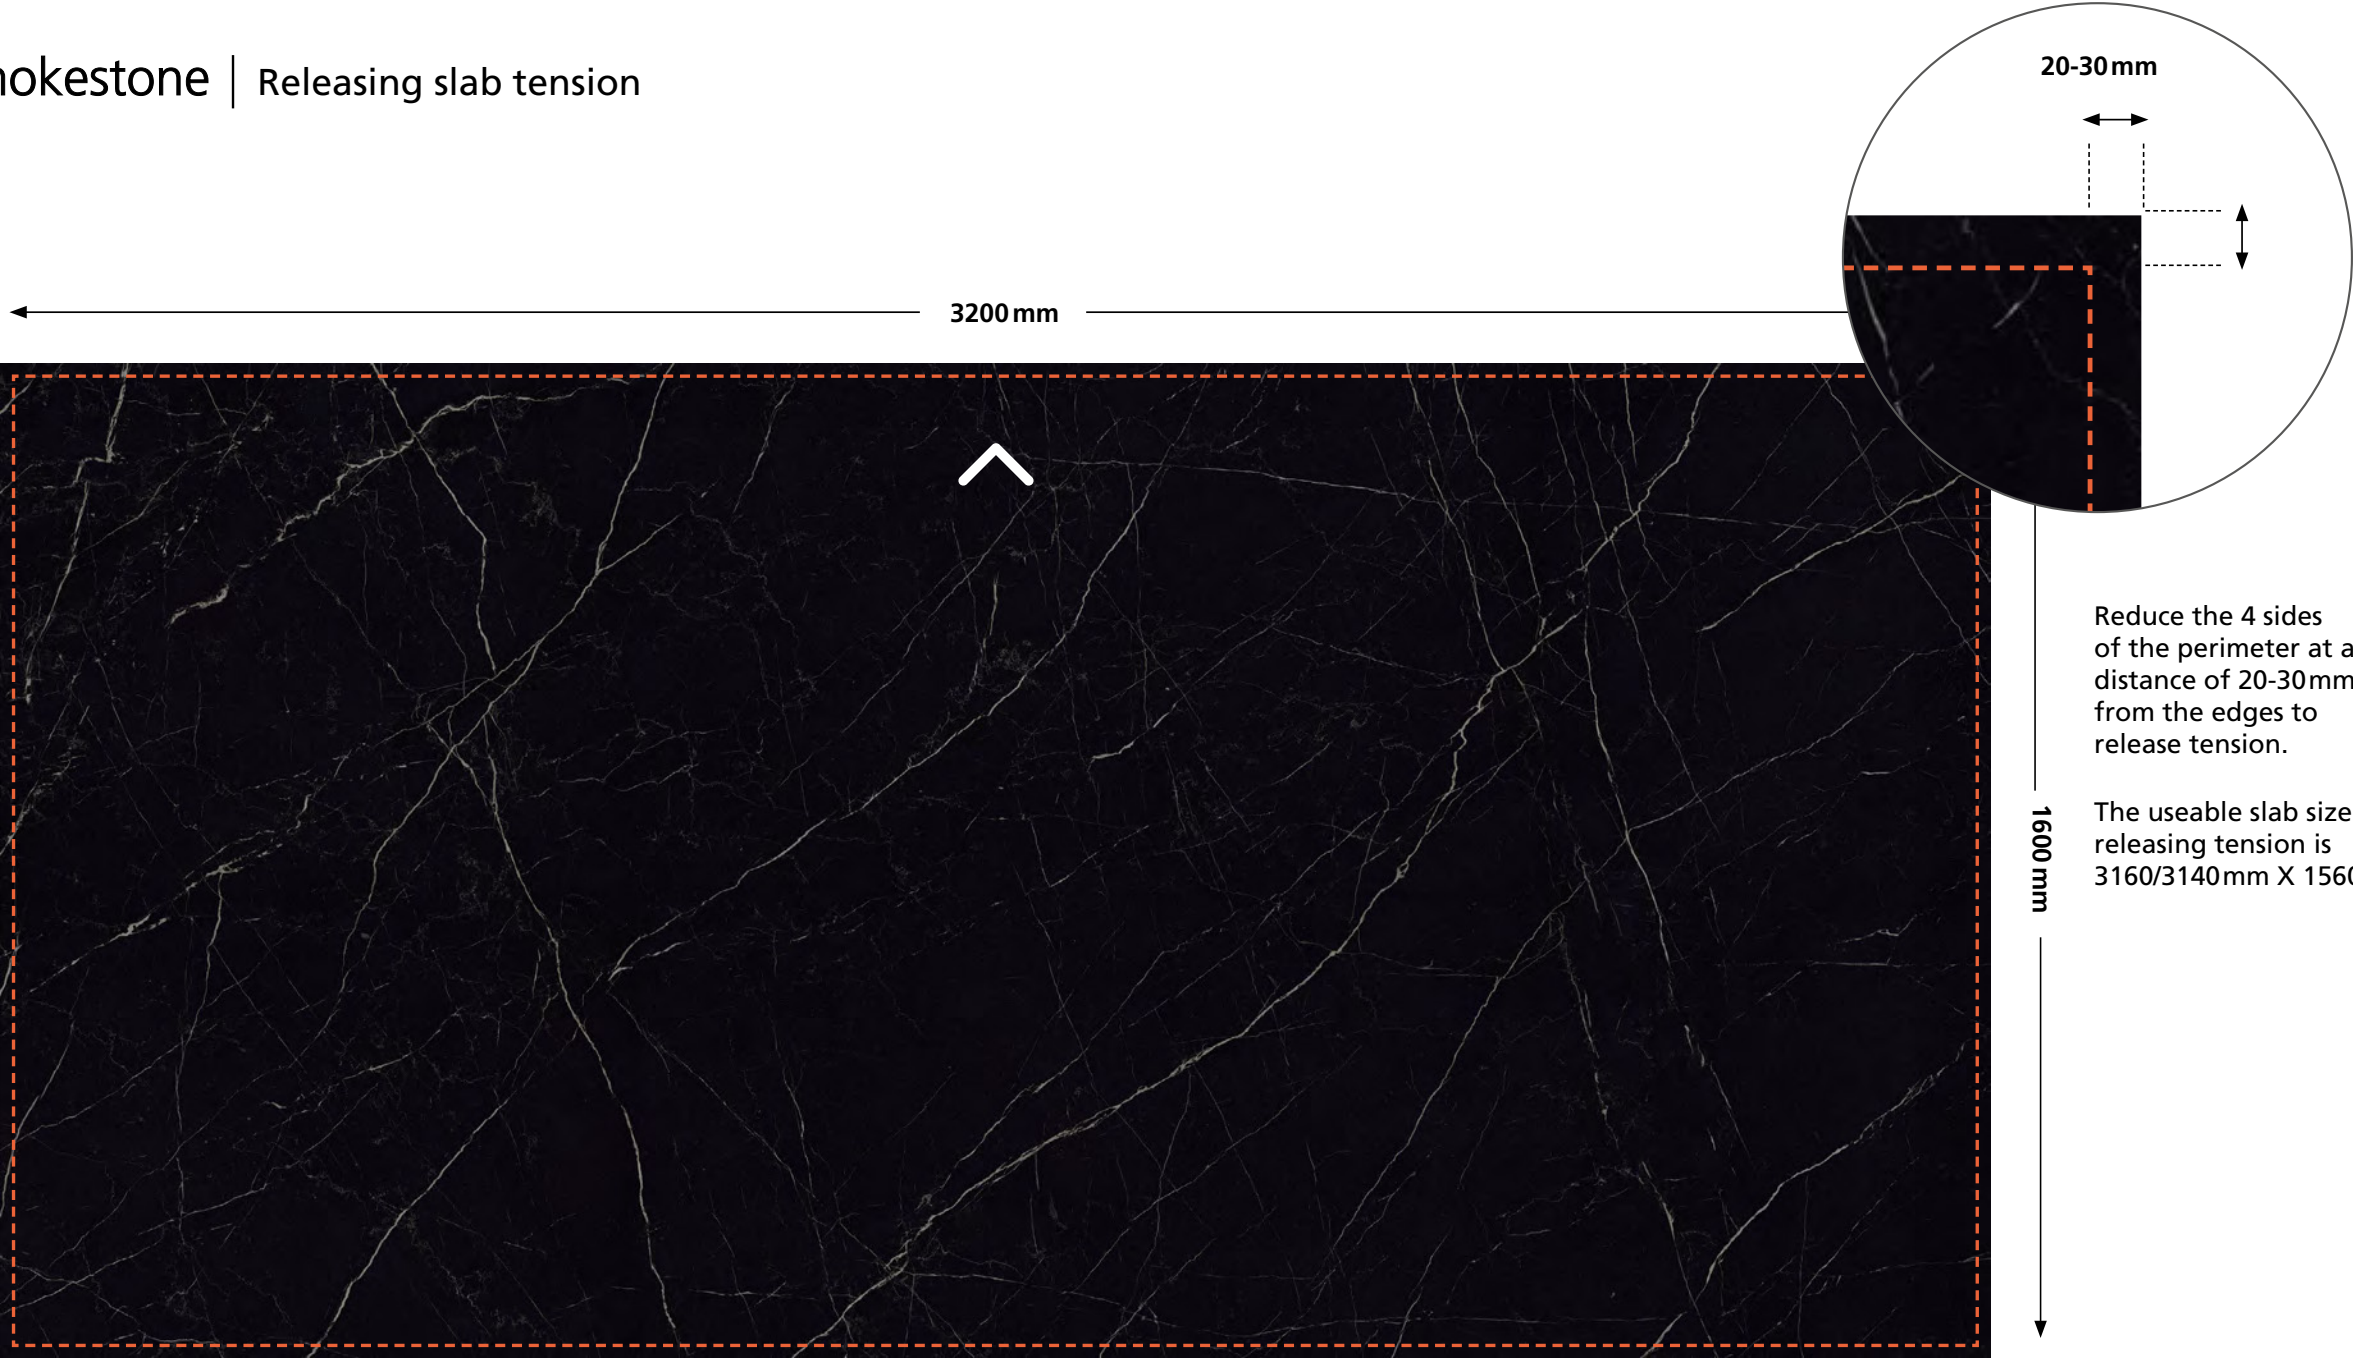 nokestone | Releasing slab tension
20-30 mm
3200 mm
Reduce the 4 sides
of the perimeter at a
distance of 20-30 mm
from the edges to
release tension.
1600 mm
The useable slab size
releasing tension is
3160/3140 mm X 1560